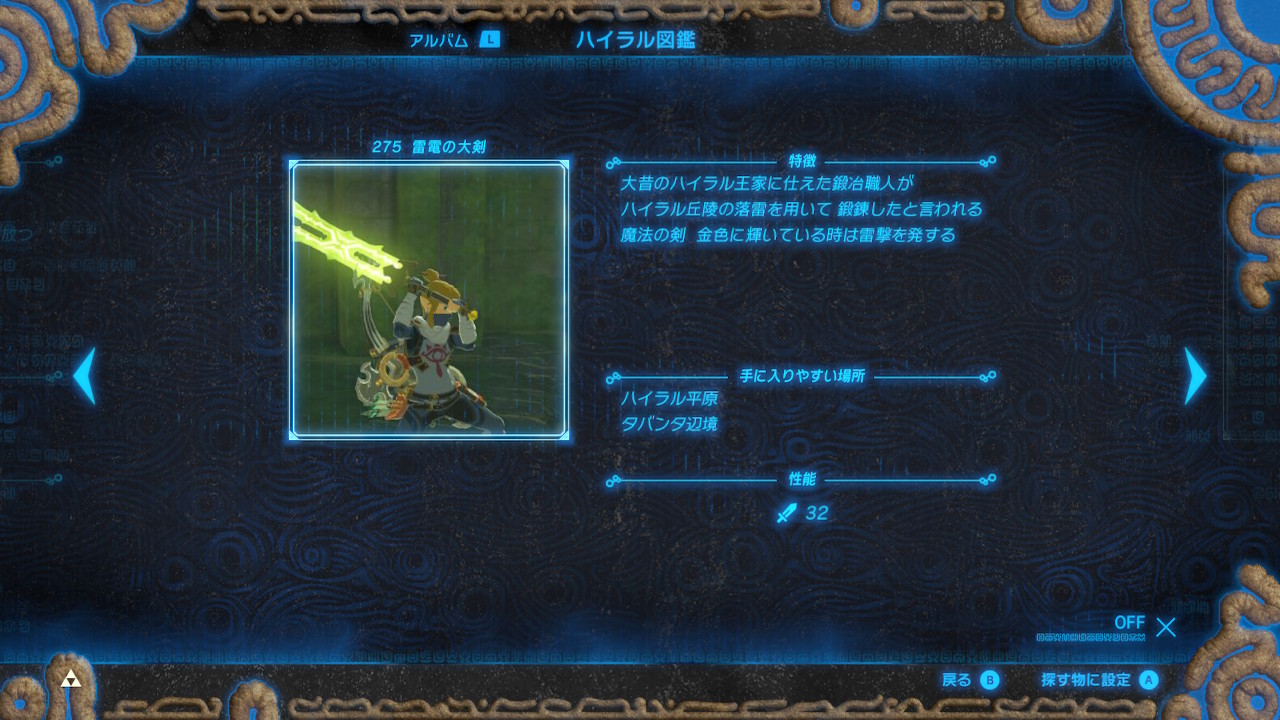 アルバム L ハイラル図鑑
275 雷電の大剣
特徴
大昔のハイラル王家に仕えた鍛冶職人が
ハイラル丘陵の落雷を用いて 鍛錬したと言われる
魔法の剣 金色に輝いている時は雷撃を発する
手に入りやすい場所
ハイラル平原
タバンタ辺境
性能
32
OFF
戻る B 探す物に設定 A